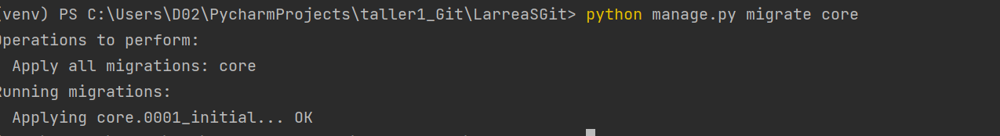 (venv) PS C:\Users\D02\PycharmProjects\taller1_Git\LarreaSGit> python manage.py migrate core
Operations to perform:
  Apply all migrations: core
Running migrations:
  Applying core.0001_initial... OK